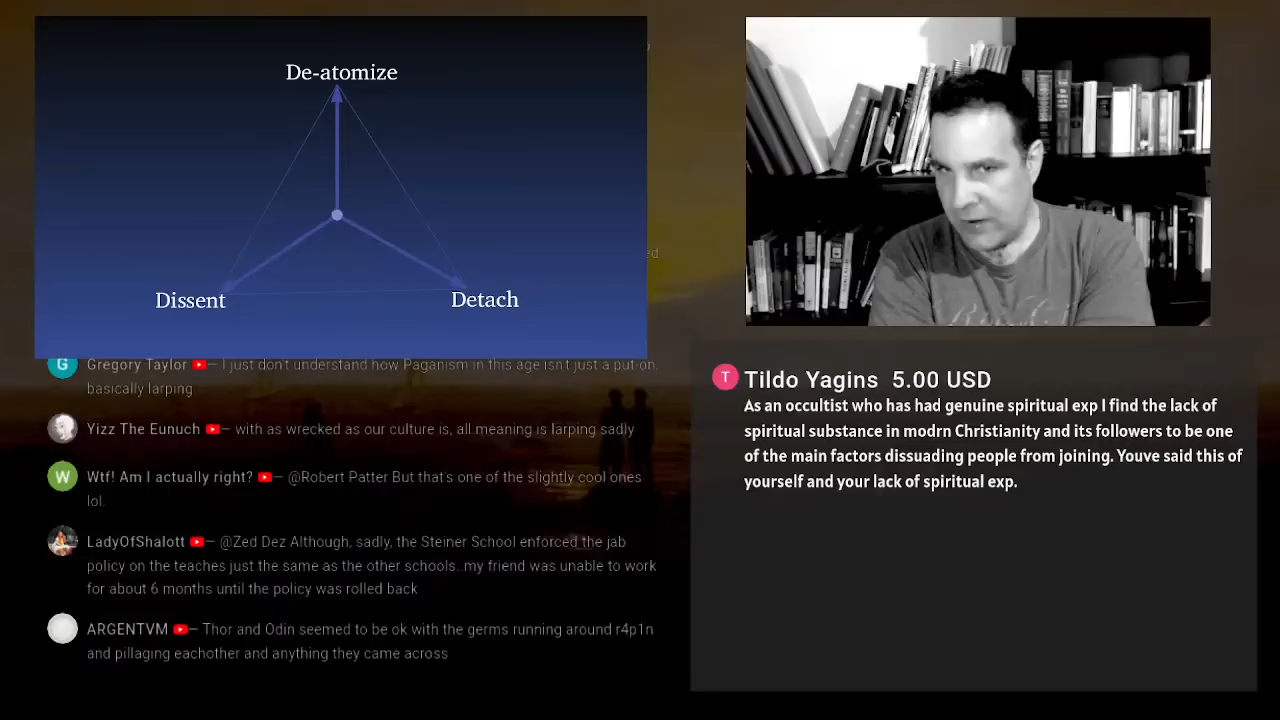 De-atomize
Dissent
Detach
ed
G
Gregory Taylor — I just don't understand how Paganism in this age isn't just a put-on,
basically larping
Yizz The Eunuch — with as wrecked as our culture is, all meaning is larping sadly
W
Wtf! Am I actually right? — @Robert Patter But that's one of the slightly cool ones
lol.
LadyOfShalott — @Zed Dez Although, sadly, the Steiner School enforced the jab
policy on the teaches just the same as the other schools..my friend was unable to work
for about 6 months until the policy was rolled back
ARGENTVM — Thor and Odin seemed to be ok with the germs running around r4p1n
and pillaging eachother and anything they came across
T
Tildo Yagins 5.00 USD
As an occultist who has had genuine spiritual exp I find the lack of
spiritual substance in modrn Christianity and its followers to be one
of the main factors dissuading people from joining. Youve said this of
yourself and your lack of spiritual exp.